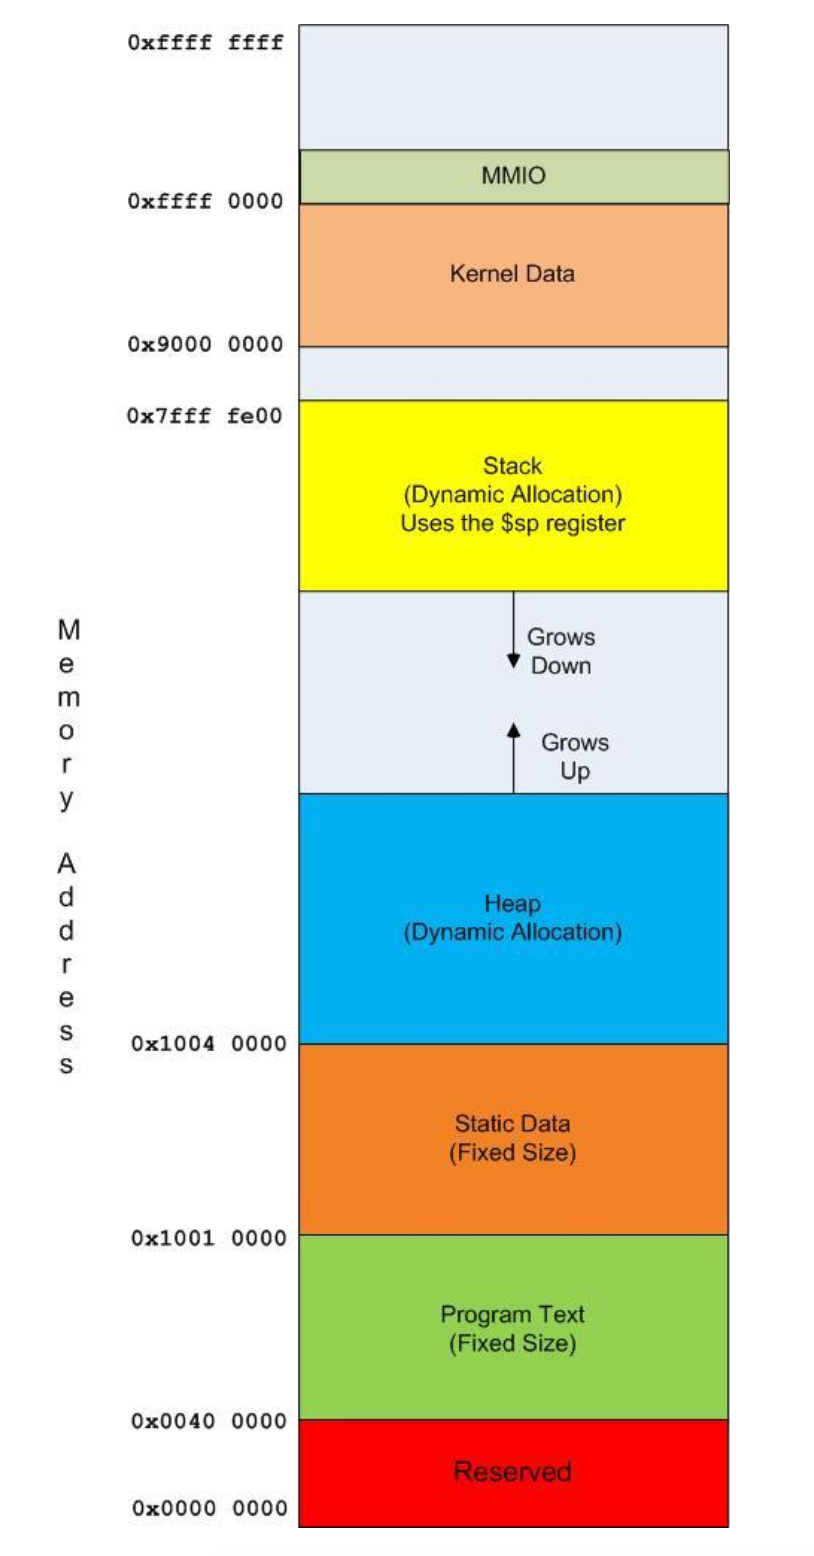 0xffff ffff
MMIO
0xffff 0000
Kernel Data
0x9000 0000
0x7fff fe00
Stack
(Dynamic Allocation)
Uses the $sp register
Grows
Down
Grows
Up
Memory Address
Heap
(Dynamic Allocation)
0x1004 0000
Static Data
(Fixed Size)
0x1001 0000
Program Text
(Fixed Size)
0x0040 0000
Reserved
0x0000 0000